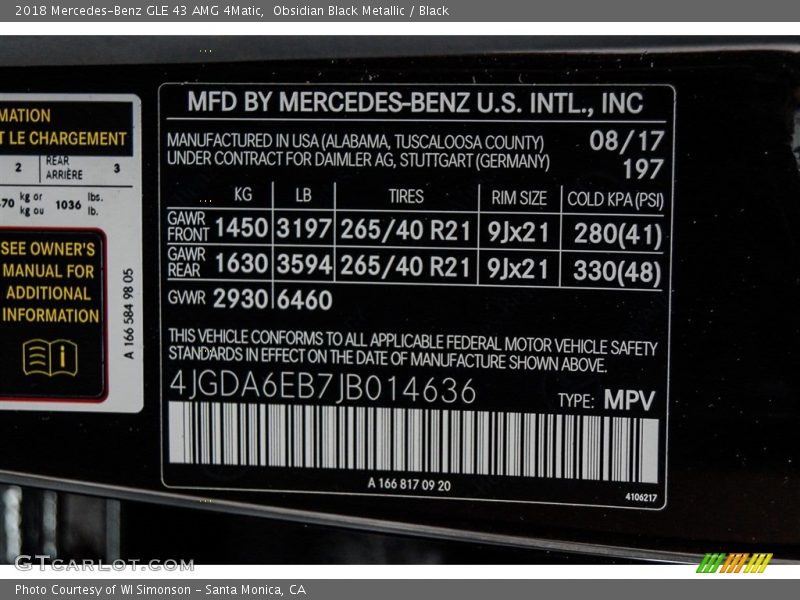 2018 Mercedes-Benz GLE 43 AMG 4Matic,  Obsidian Black Metallic / Black
MATION
T LE CHARGEMENT
2 REAR ARRIÈRE 3
70 kg or kg ou 1036 lbs. lb.
SEE OWNER'S
MANUAL FOR
ADDITIONAL
INFORMATION
A 166 584 98 05
MFD BY MERCEDES-BENZ U.S. INTL., INC
MANUFACTURED IN USA (ALABAMA, TUSCALOOSA COUNTY) 08/17
UNDER CONTRACT FOR DAIMLER AG, STUTTGART (GERMANY) 197
KG LB TIRES RIM SIZE COLD KPA (PSI)
GAWR FRONT 1450 3197 265/40 R21 9Jx21 280(41)
GAWR REAR 1630 3594 265/40 R21 9Jx21 330(48)
GWR 2930 6460
THIS VEHICLE CONFORMS TO ALL APPLICABLE FEDERAL MOTOR VEHICLE SAFETY
STANDARDS IN EFFECT ON THE DATE OF MANUFACTURE SHOWN ABOVE.
4JGDA6EB7JB014636 TYPE: MPV
A 166 817 09 20
4106217
GTCarLot.com
Photo Courtesy of WI Simonson - Santa Monica, CA